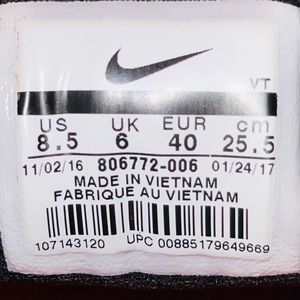 VT
US UK EUR cm
8.5 6 40 25.5
11/02/16 806772-006 01/24/17
MADE IN VIETNAM
FABRIQUE AU VIETNAM
107143120 UPC 00885179649669